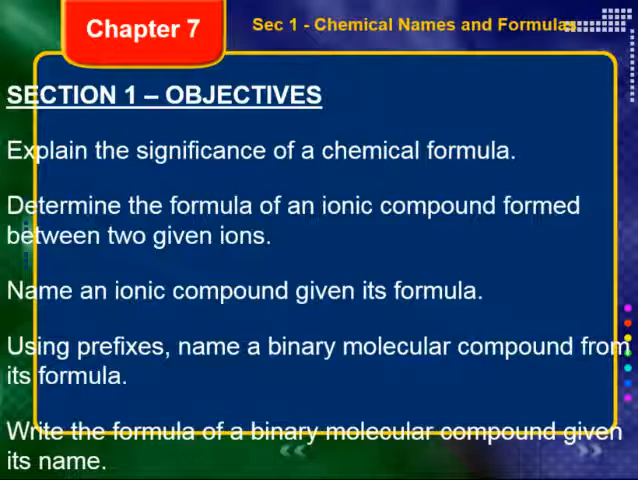 Chapter 7
Sec 1 - Chemical Names and Formulas
SECTION 1 – OBJECTIVES
Explain the significance of a chemical formula.
Determine the formula of an ionic compound formed
between two given ions.
Name an ionic compound given its formula.
Using prefixes, name a binary molecular compound from
its formula.
Write the formula of a binary molecular compound given
its name.